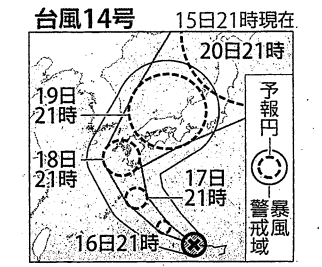 台風14号
15日21時現在
20日21時
19日
21時
18日
21時
17日
21時
16日21時
予報円
暴風
警戒域